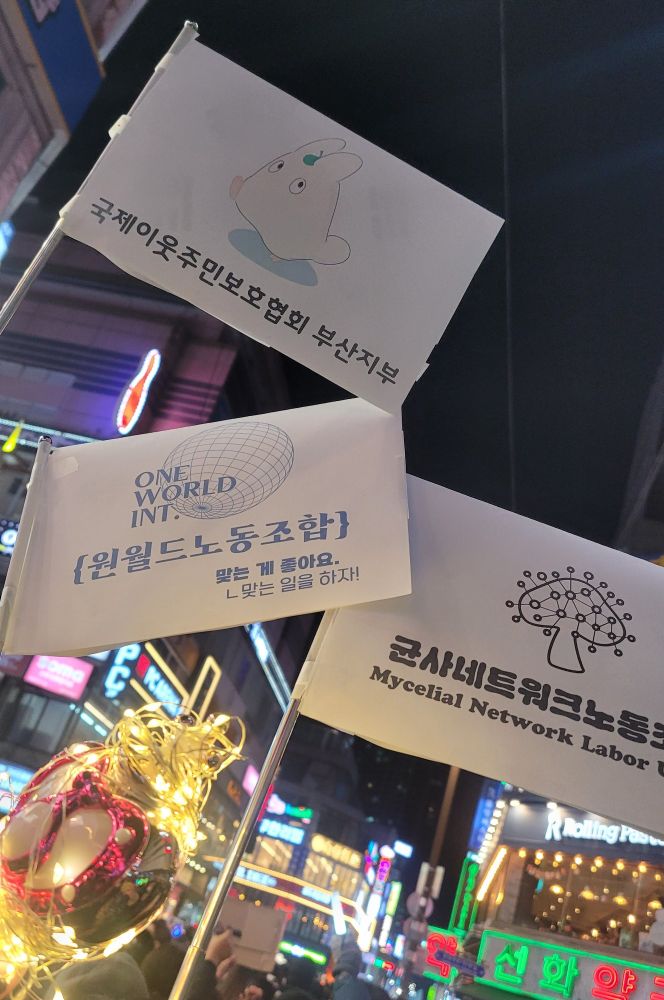 국제이웃주민보호협회 부산지부
ONE
WORLD
INT.
{원월드노동조합}
맞는 게 좋아요.
ㄴ맞는 일을 하자!
균사네트워크노동조
Mycelial Network Labor U
Rolling Pasta
선화